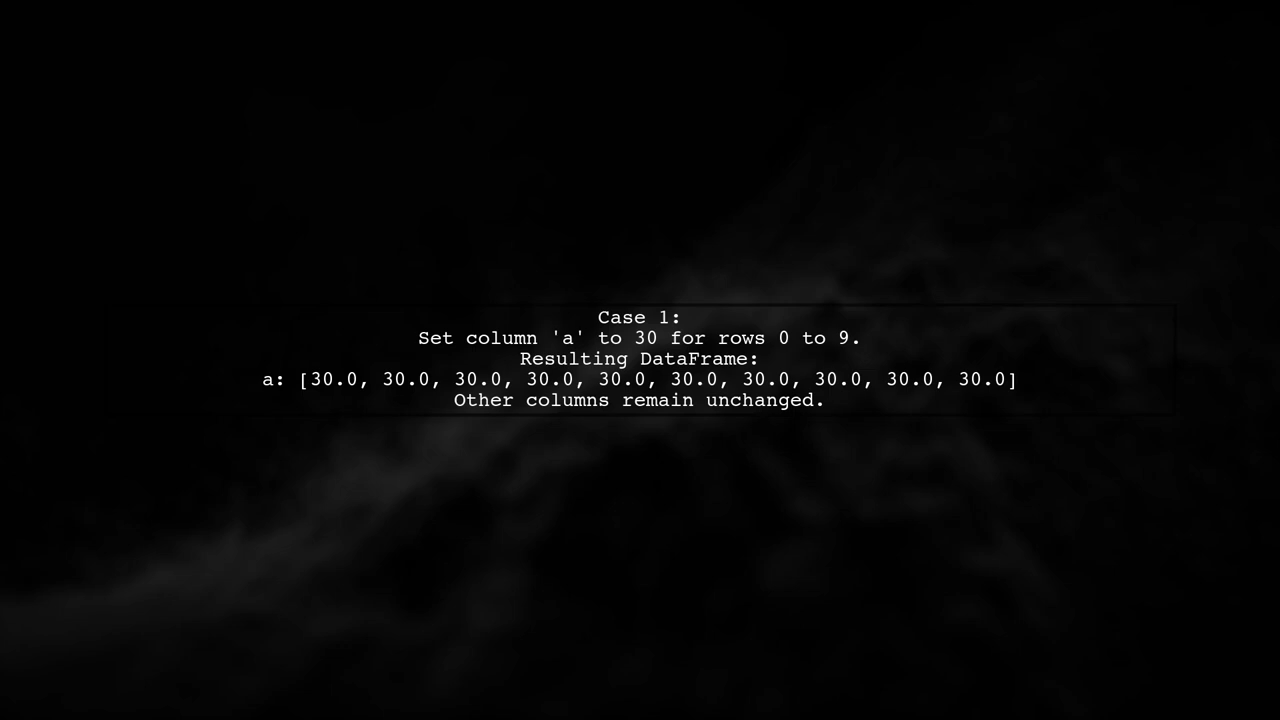 Case 1:
Set column 'a' to 30 for rows 0 to 9.
Resulting DataFrame:
a: [30.0, 30.0, 30.0, 30.0, 30.0, 30.0, 30.0, 30.0, 30.0, 30.0]
Other columns remain unchanged.